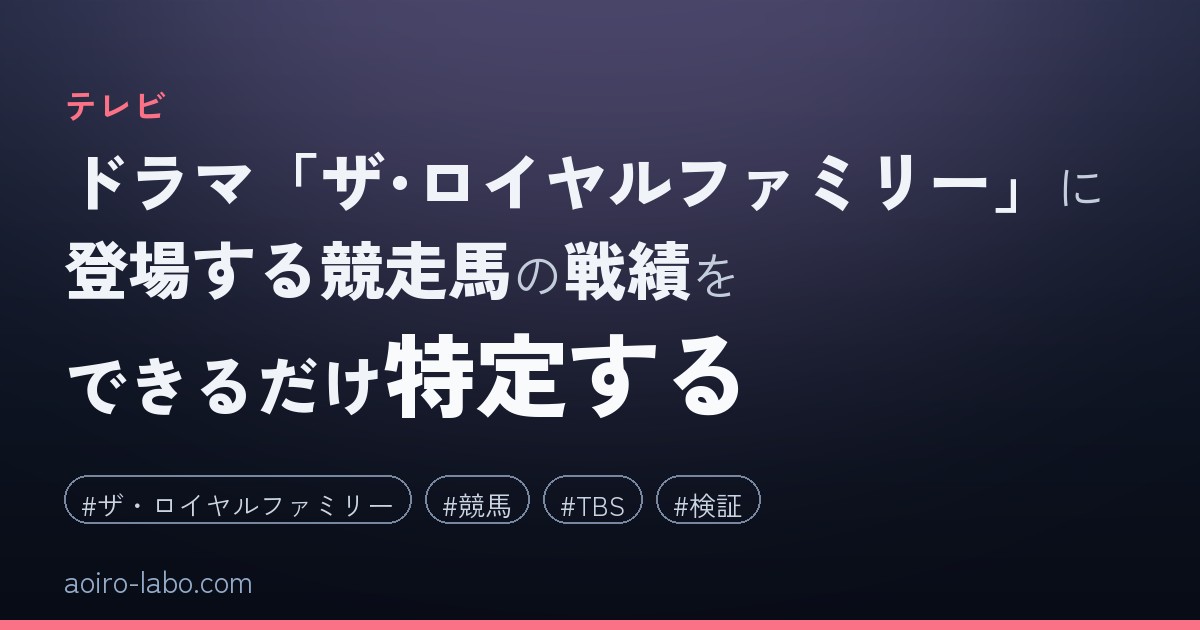 テレビ
ドラマ「ザ・ロイヤルファミリー」に
登場する競走馬の戦績を
できるだけ特定する
#ザ・ロイヤルファミリー #競馬 #TBS #検証
aoiro-labo.com